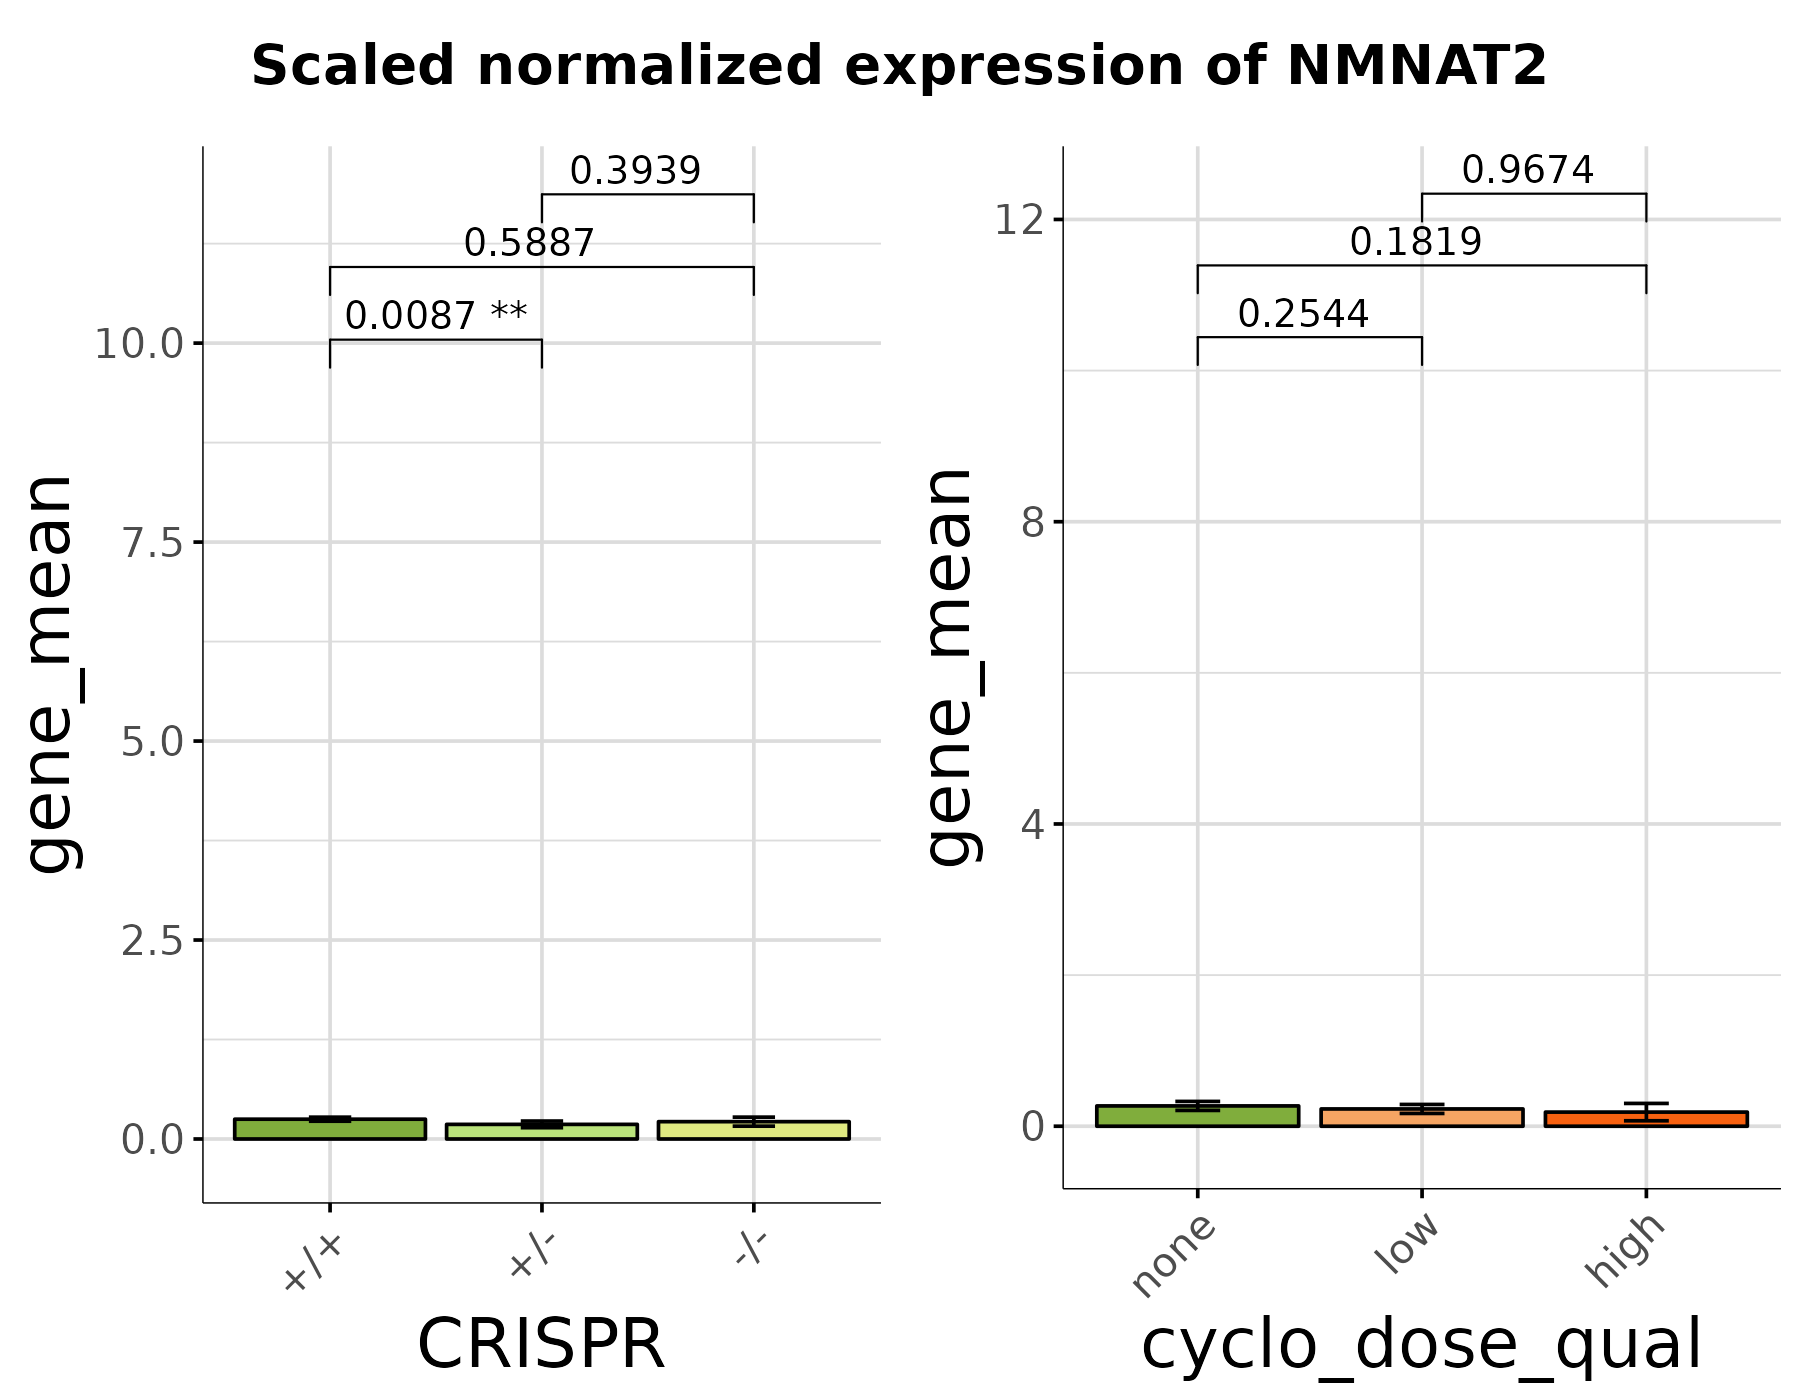 Scaled normalized expression of NMNAT2
gene_mean
10.0
7.5
5.0
2.5
0.0
0.3939
0.5887
0.0087 **
+/+
+/-
-/-
CRISPR
gene_mean
12
8
4
0
0.9674
0.1819
0.2544
none
low
high
cyclo_dose_qual